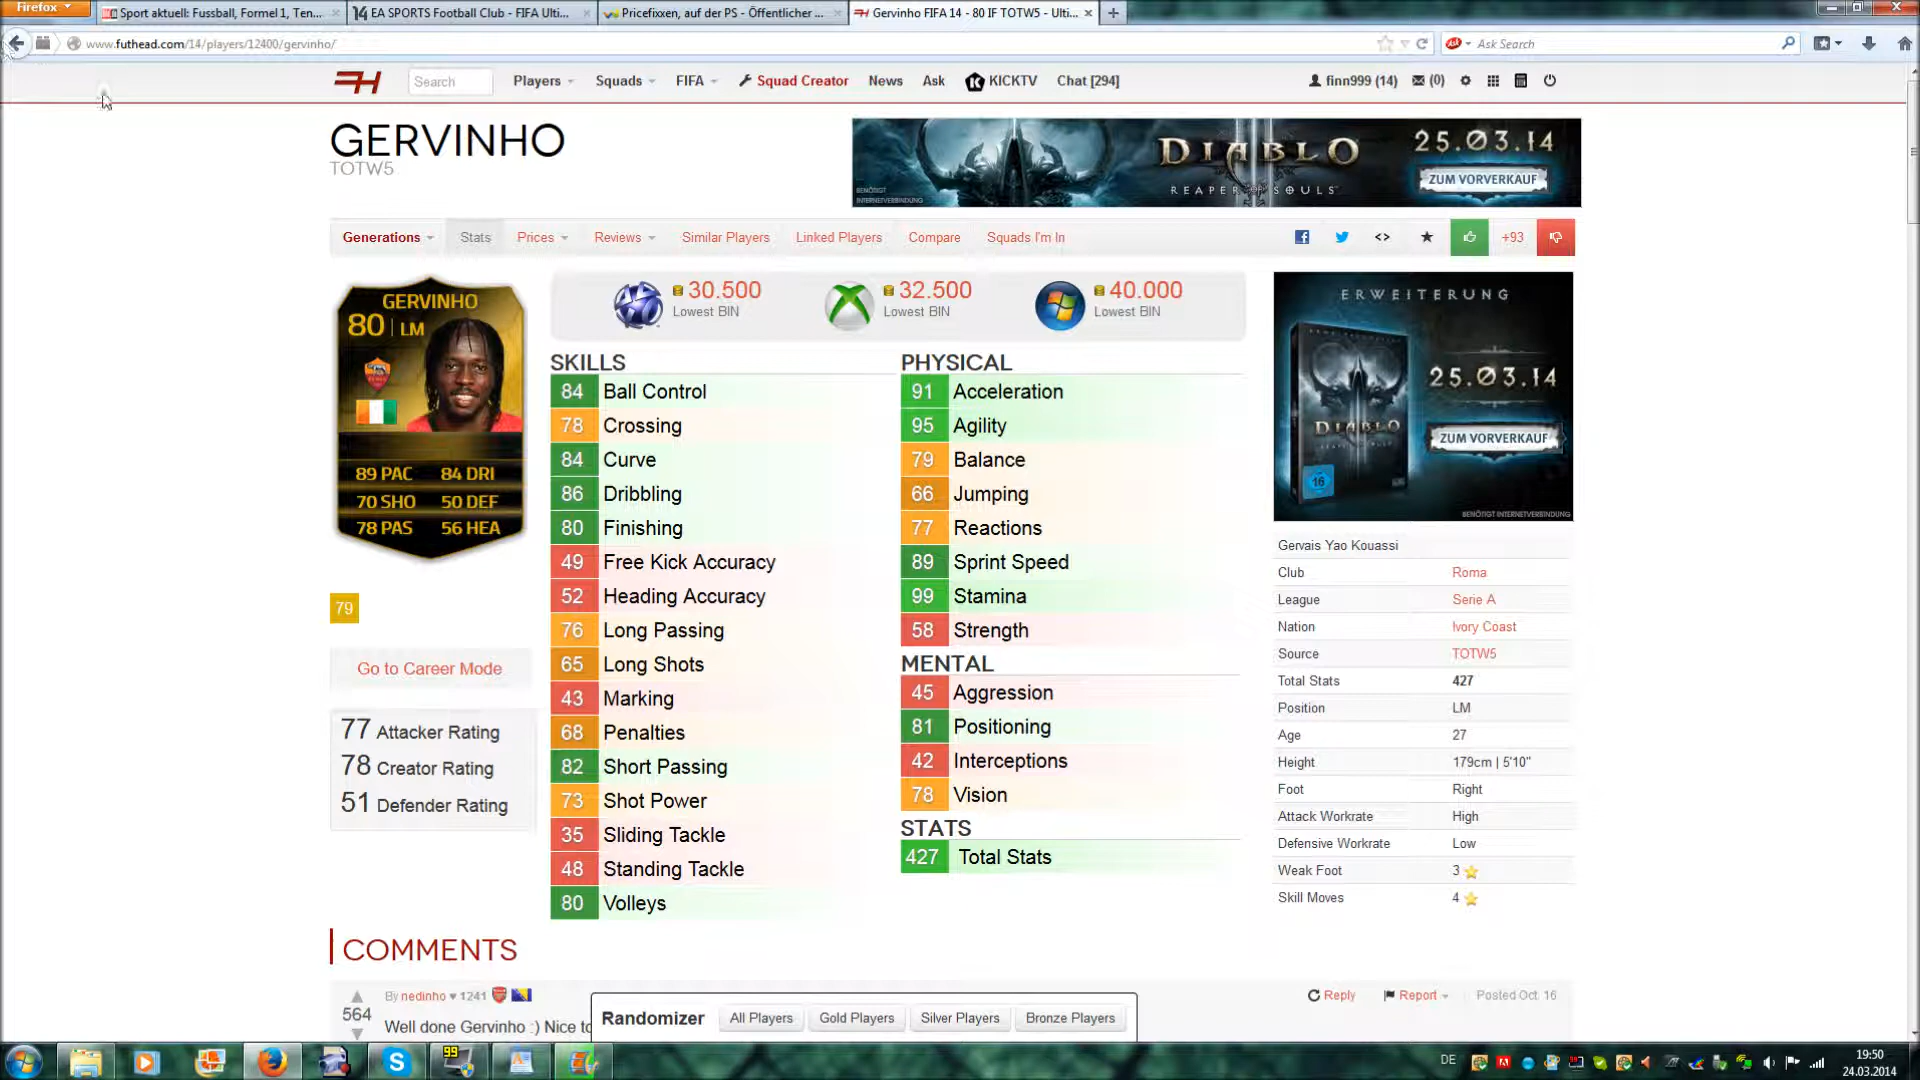 Firefox
Sport aktuell: Fussball, Formel 1, Ten...
EA SPORTS Football Club - FIFA Ulti...
Pricefixxen, auf der PS - Öffentlicher ...
Gervinho FIFA 14 - 80 IF TOTW5 - Ulti...
www.futhead.com/14/players/12400/gervinho/
Ask Search
Search
Players
Squads
FIFA
Squad Creator
News
Ask
KICKTV
Chat [294]
finn999 (14)
(0)
GERVINHO
TOTW5
DIABLO
REAPER OF SOULS
25.03.14
ZUM VORVERKAUF
BENÖTIGT
INTERNETVERBINDUNG
Generations
Stats
Prices
Reviews
Similar Players
Linked Players
Compare
Squads I'm In
+93
GERVINHO
80 | LM
89 PAC 84 DRI
70 SHO 50 DEF
78 PAS 56 HEA
79
Go to Career Mode
77 Attacker Rating
78 Creator Rating
51 Defender Rating
30.500
Lowest BIN
32.500
Lowest BIN
40.000
Lowest BIN
SKILLS
84 Ball Control
78 Crossing
84 Curve
86 Dribbling
80 Finishing
49 Free Kick Accuracy
52 Heading Accuracy
76 Long Passing
65 Long Shots
43 Marking
68 Penalties
82 Short Passing
73 Shot Power
35 Sliding Tackle
48 Standing Tackle
80 Volleys
PHYSICAL
91 Acceleration
95 Agility
79 Balance
66 Jumping
77 Reactions
89 Sprint Speed
99 Stamina
58 Strength
MENTAL
45 Aggression
81 Positioning
42 Interceptions
78 Vision
STATS
427 Total Stats
ERWEITERUNG
DIABLO
16
25.03.14
ZUM VORVERKAUF
BENÖTIGT INTERNETVERBINDUNG
Gervais Yao Kouassi
Club Roma
League Serie A
Nation Ivory Coast
Source TOTW5
Total Stats 427
Position LM
Age 27
Height 179cm | 5'10"
Foot Right
Attack Workrate High
Defensive Workrate Low
Weak Foot 3
Skill Moves 4
COMMENTS
564
By nedinho ♥ 1241
Reply
Report
Posted Oct. 16
Well done Gervinho :) Nice to
Randomizer
All Players
Gold Players
Silver Players
Bronze Players
99
DE
19:50
24.03.2014